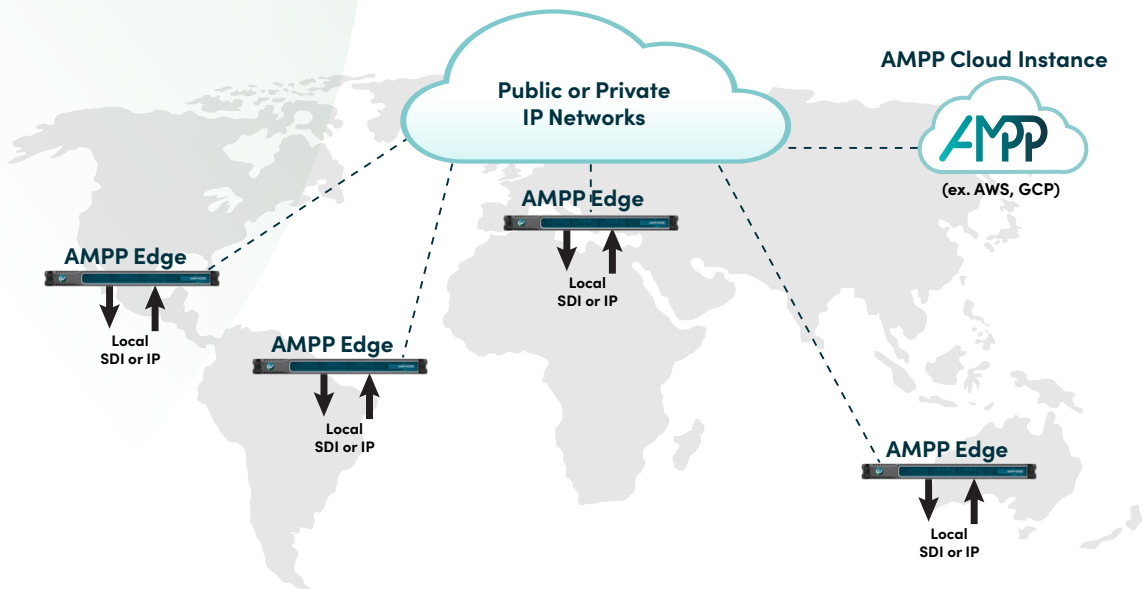 AMPP Cloud Instance
Public or Private
IP Networks
AMPP
(ex. AWS, GCP)
AMPP Edge
Local
SDI or IP
AMPP Edge
Local
SDI or IP
AMPP Edge
Local
SDI or IP
AMPP Edge
Local
SDI or IP